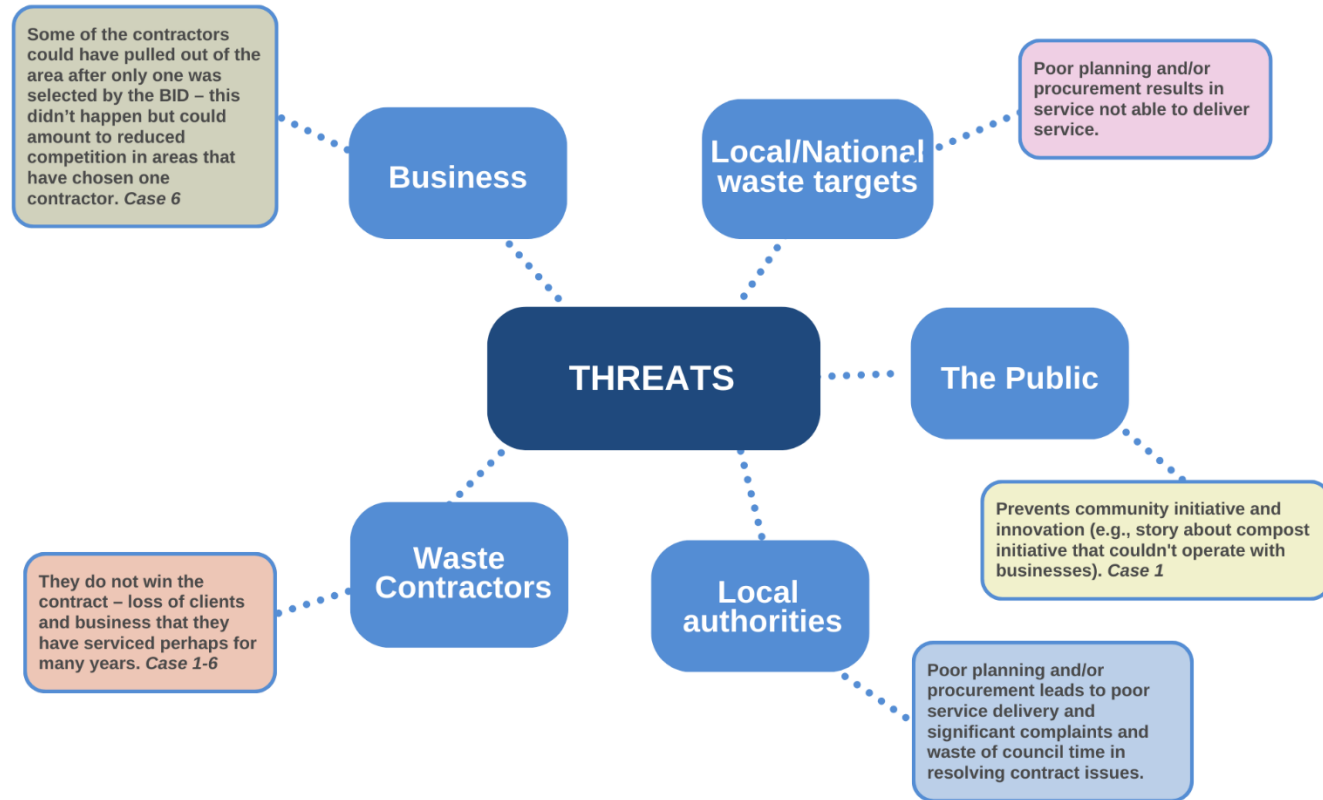 Some of the contractors
could have pulled out of the
area after only one was
selected by the BID – this
didn't happen but could
amount to reduced
competition in areas that
have chosen one
contractor. Case 6
Business
Local/National
waste targets
Poor planning and/or
procurement results in
service not able to deliver
service.
THREATS
The Public
Prevents community initiative and
innovation (e.g., story about compost
initiative that couldn't operate with
businesses). Case 1
Waste
Contractors
They do not win the
contract – loss of clients
and business that they
have serviced perhaps for
many years. Case 1-6
Local
authorities
Poor planning and/or
procurement leads to poor
service delivery and
significant complaints and
waste of council time in
resolving contract issues.